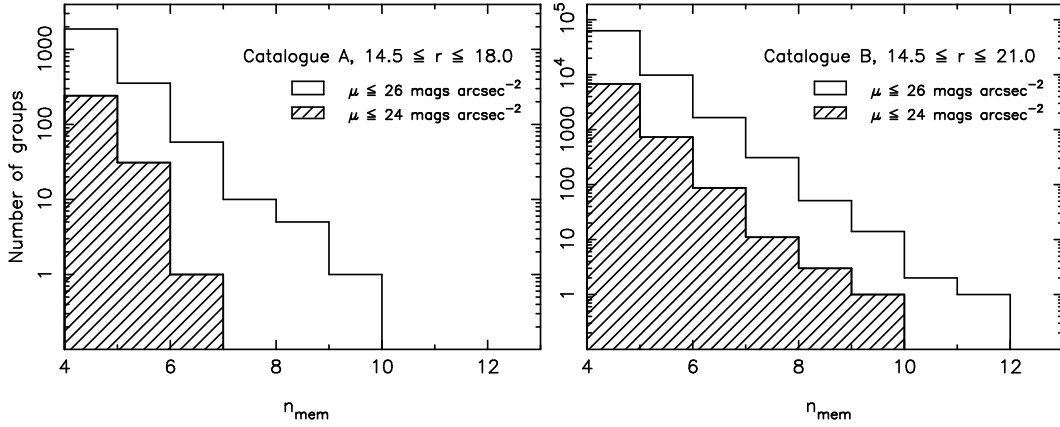 Number of groups
1000
100
10
1
Catalogue A, 14.5 ≤ r ≤ 18.0
μ ≤ 26 mags arcsec⁻²
μ ≤ 24 mags arcsec⁻²
4 6 8 10 12
n_mem
10⁵
10⁴
1000
100
10
1
Catalogue B, 14.5 ≤ r ≤ 21.0
μ ≤ 26 mags arcsec⁻²
μ ≤ 24 mags arcsec⁻²
4 6 8 10 12
n_mem